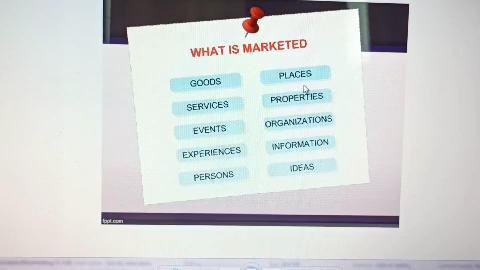 WHAT IS MARKETED
GOODS
SERVICES
EVENTS
EXPERIENCES
PERSONS
PLACES
PROPERTIES
ORGANIZATIONS
INFORMATION
IDEAS
fppt.com